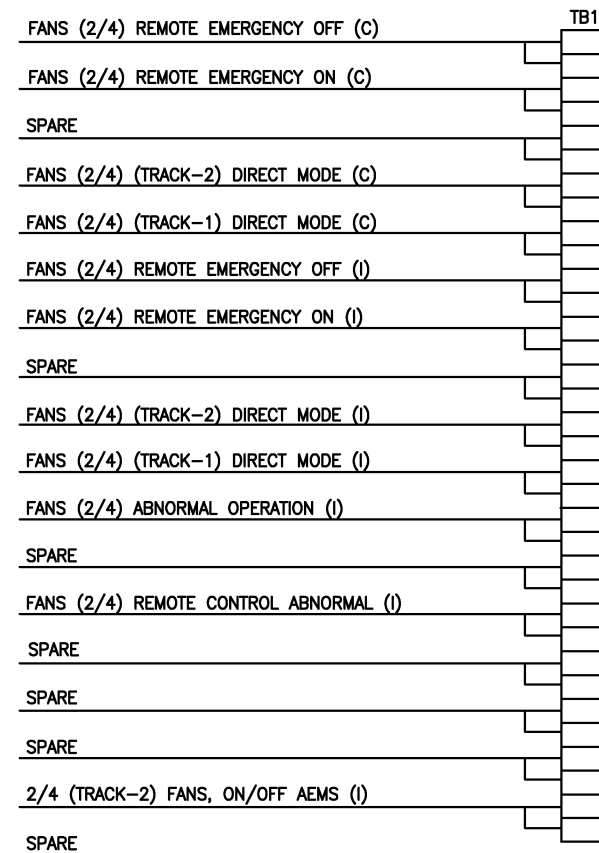 TB1
FANS (2/4) REMOTE EMERGENCY OFF (C)
FANS (2/4) REMOTE EMERGENCY ON (C)
SPARE
FANS (2/4) (TRACK-2) DIRECT MODE (C)
FANS (2/4) (TRACK-1) DIRECT MODE (C)
FANS (2/4) REMOTE EMERGENCY OFF (I)
FANS (2/4) REMOTE EMERGENCY ON (I)
SPARE
FANS (2/4) (TRACK-2) DIRECT MODE (I)
FANS (2/4) (TRACK-1) DIRECT MODE (I)
FANS (2/4) ABNORMAL OPERATION (I)
SPARE
FANS (2/4) REMOTE CONTROL ABNORMAL (I)
SPARE
SPARE
SPARE
2/4 (TRACK-2) FANS, ON/OFF AEMS (I)
SPARE